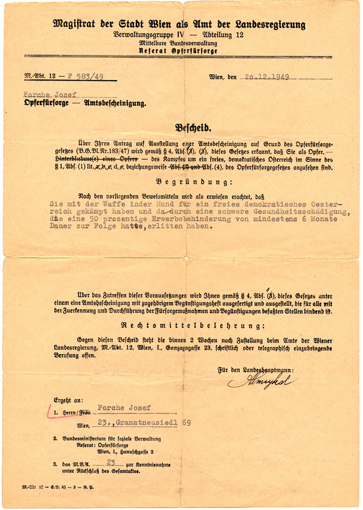 Magistrat der Stadt Wien als Amt der Landesregierung
Verwaltungsgruppe IV — Abteilung 12
Mittelbare Bundesverwaltung
Referat Opferfürsorge
M.-Abt. 12 — F 583/49
Wien, den 20.12.1949
Forche Josef
Opferfürsorge — Amtsbescheinigung.
Bescheid.
Über Ihren Antrag auf Ausstellung einer Amtsbescheinigung auf Grund des Opferfürsorge-
gesetzes (B.G.Bl.Nr.183/47) wird gemäß § 4, Abs. dieses Gesetzes erkannt, daß Sie als Opfer,
Hinterbliebene(r) eines Opfers — des Kampfes um ein freies, demokratisches Österreich im Sinne des
§ 1, Abs. (1) beziehungsweise des Opferfürsorgegesetzes anzusehen sind.
Begründung:
Nach den vorliegenden Beweismitteln wird als erwiesen erachtet, daß
Sie mit der Waffe inder Hand für ein freies demokratisches Oester-
reich gekämpft haben und da durch eine schwere Gesundheitsschädigung,
die eine 50 prozentige Erwerbsbehinderung von mindestens 6 Monate
Dauer zur Folge hatte, erlitten haben.
Über das Zutreffen dieser Voraussetzungen wird Ihnen gemäß § 4, Abs. dieses Gesetzes unter
einem eine Amtsbescheinigung mit zugehörigem Begünstigungsheft ausgefertigt und ausgestellt, die für alle mit
der Zuerkennung und Durchführung der Fürsorgemaßnahmen und Begünstigungen befaßten Stellen bindend ist.
Rechtsmittelbelehrung:
Gegen diesen Bescheid steht die binnen 2 Wochen nach Zustellung beim Amte der Wiener
Landesregierung, M.-Abt. 12, Wien, I., Gonzagagasse 23, schriftlich oder telegraphisch einzubringende
Berufung offen.
Für den Landeshauptmann:
Ergeht an:
1. Herrn/Frau Forche Josef
Wien, 23., Gramatneusiedl 69
2. Bundesministerium für soziale Verwaltung
Referat: Opferfürsorge
Wien, I., Hanuschgasse 3
3. das M.B.A. 23 zur Kenntnisnahme
unter Rückschluß des Gesamtaktes.